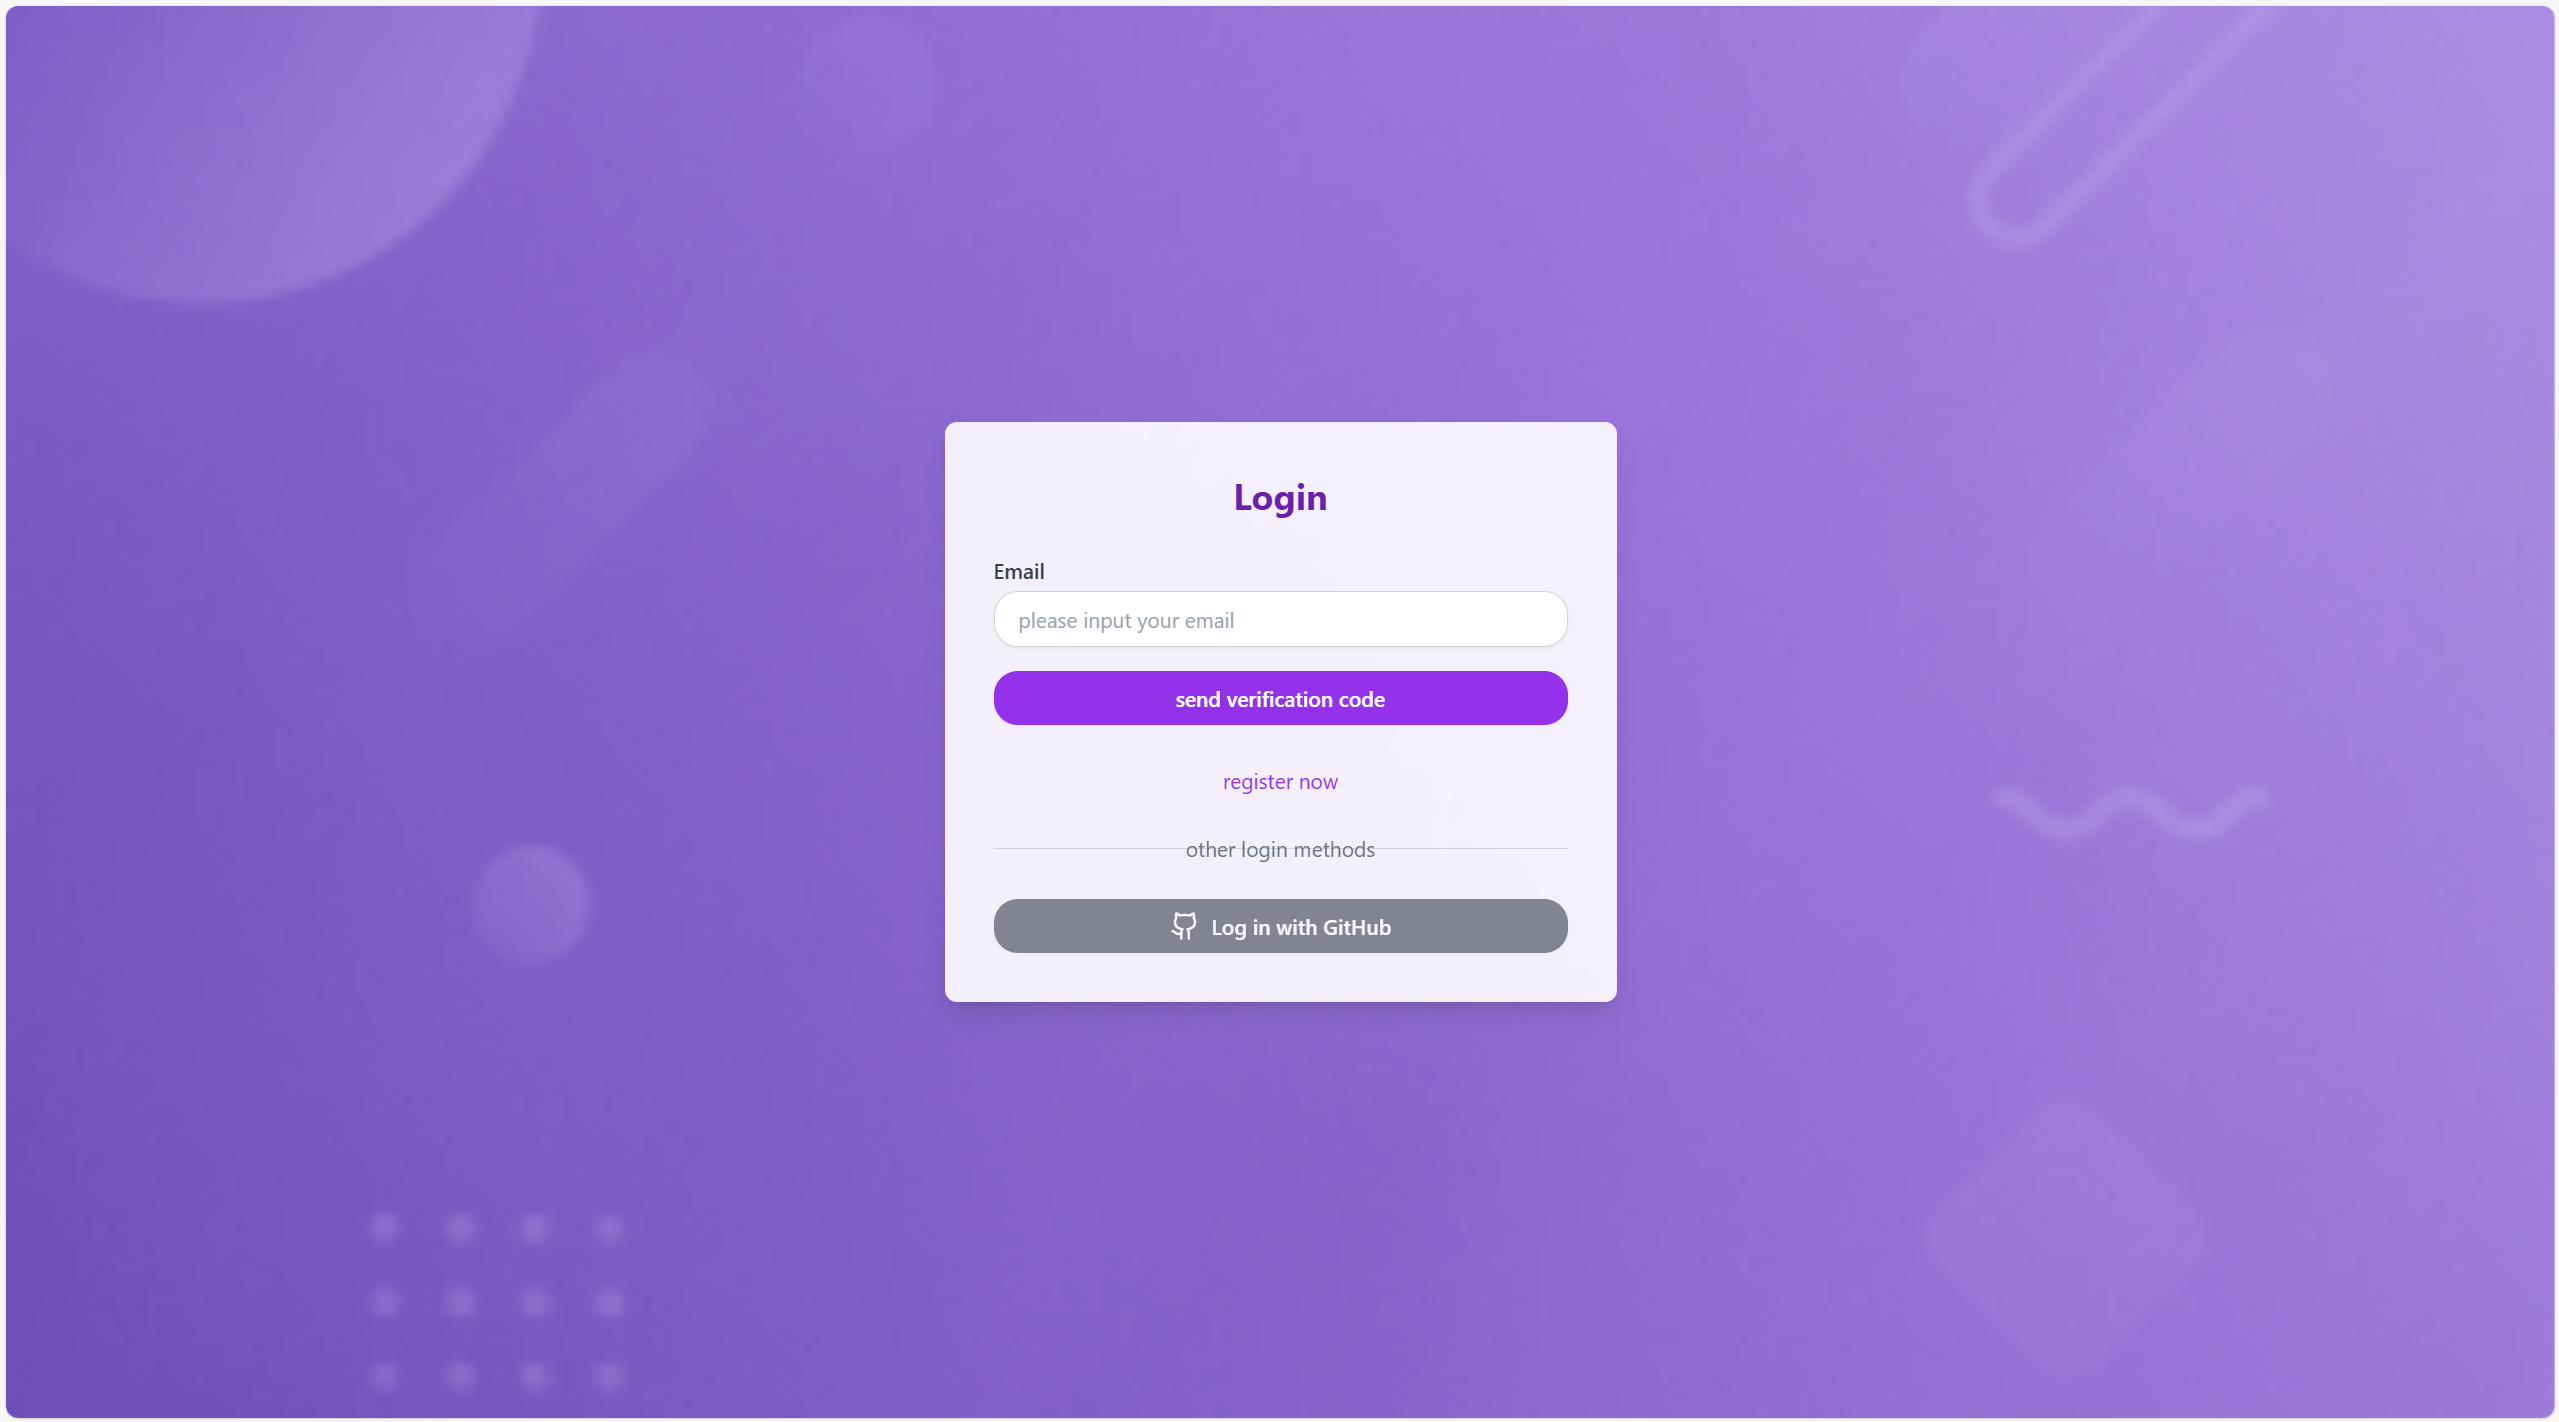 Login
Email
please input your email
send verification code
register now
other login methods
Log in with GitHub